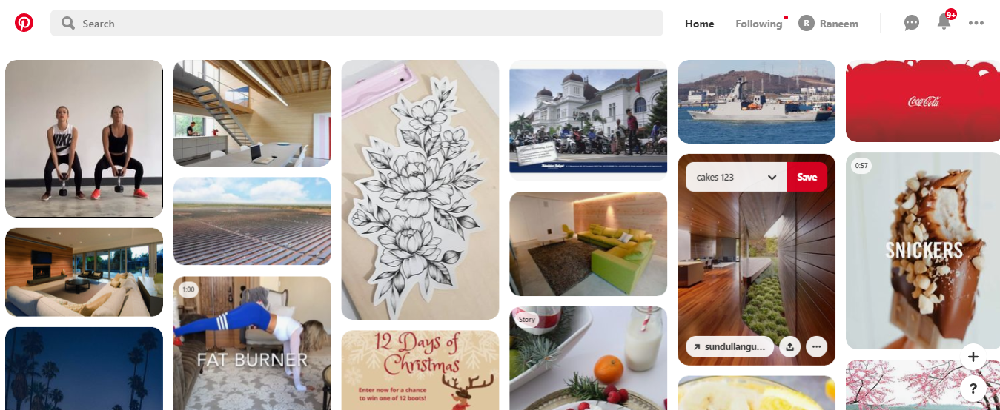 Search
Home
Following
R
Raneem
9+
NIKE
Coca-Cola
cakes 123
Save
0:57
SNICKERS
1:00
FAT BURNER
Story
12 Days of
Christmas
Enter now for a chance
to win one of 12 boots!
sundullangu...
?